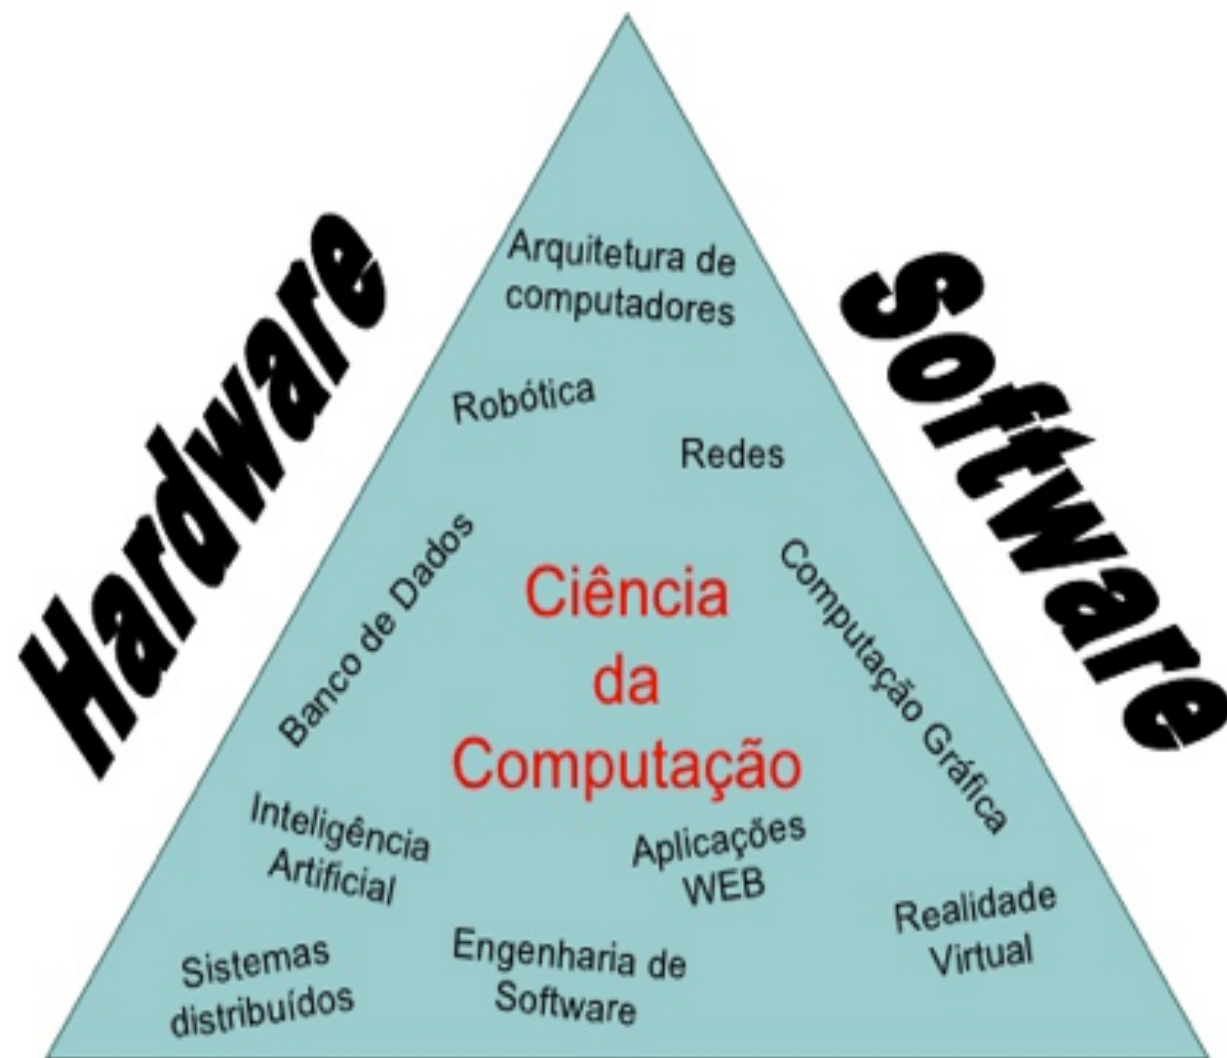 Hardware
Software
Arquitetura de
computadores
Robótica
Redes
Banco de Dados
Ciência
da
Computação
Computação Gráfica
Inteligência
Artificial
Aplicações
WEB
Realidade
Virtual
Sistemas
distribuídos
Engenharia de
Software